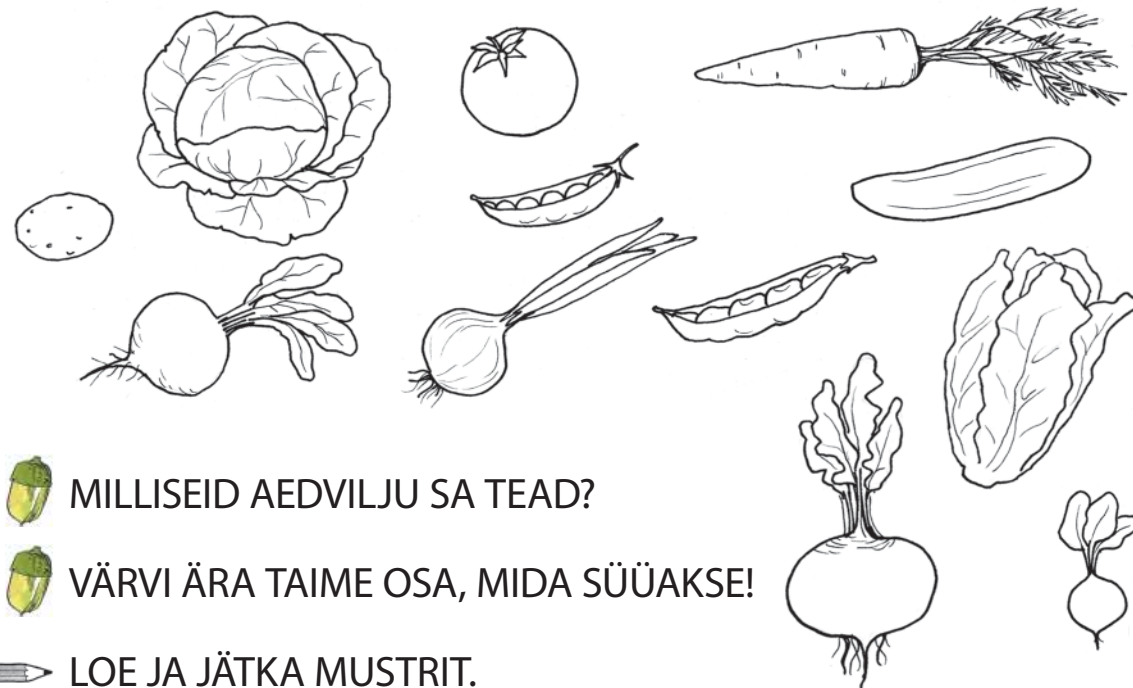 MILLISEID AEDVILJU SA TEAD?
VÄRVI ÄRA TAIME OSA, MIDA SÜÜAKSE!
LOE JA JÄTKA MUSTRIT.